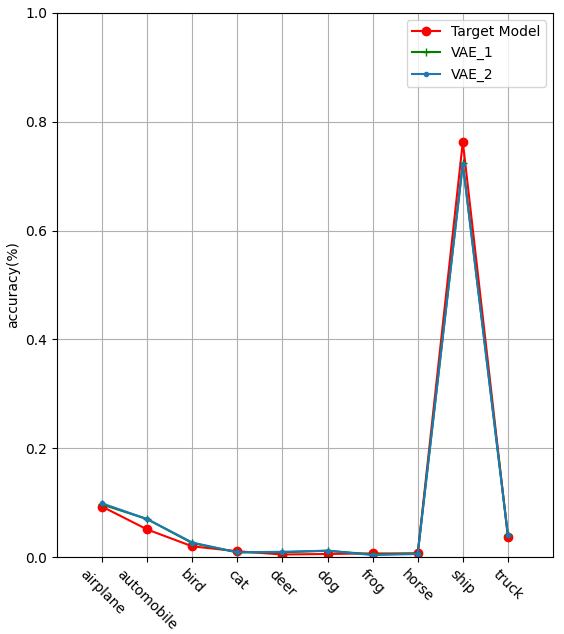 1.0
0.8
0.6
0.4
0.2
0.0
accuracy(%)
Target Model
VAE_1
VAE_2
airplane
automobile
bird
cat
deer
dog
frog
horse
ship
truck